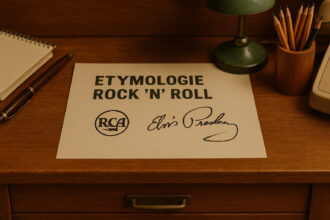 ETYMOLOGIE
ROCK 'N' ROLL
RCA
Elvis Presley